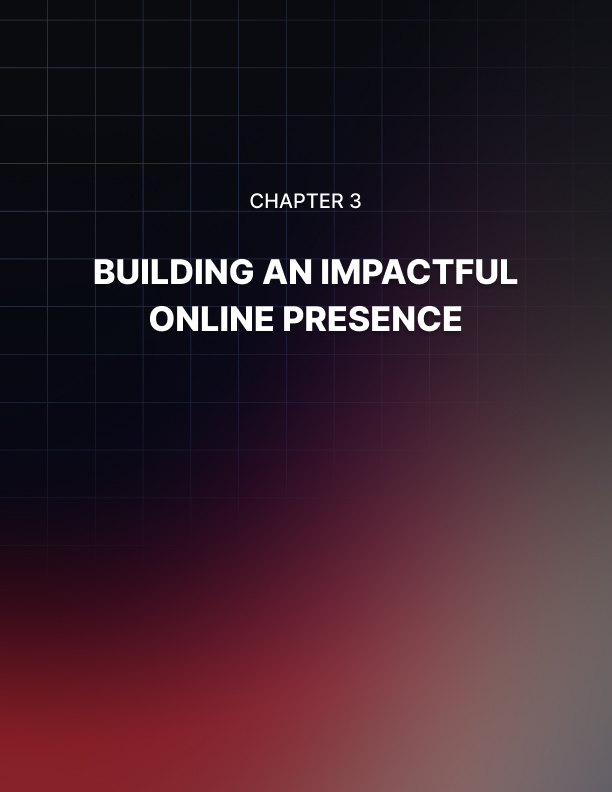 CHAPTER 3
BUILDING AN IMPACTFUL
ONLINE PRESENCE